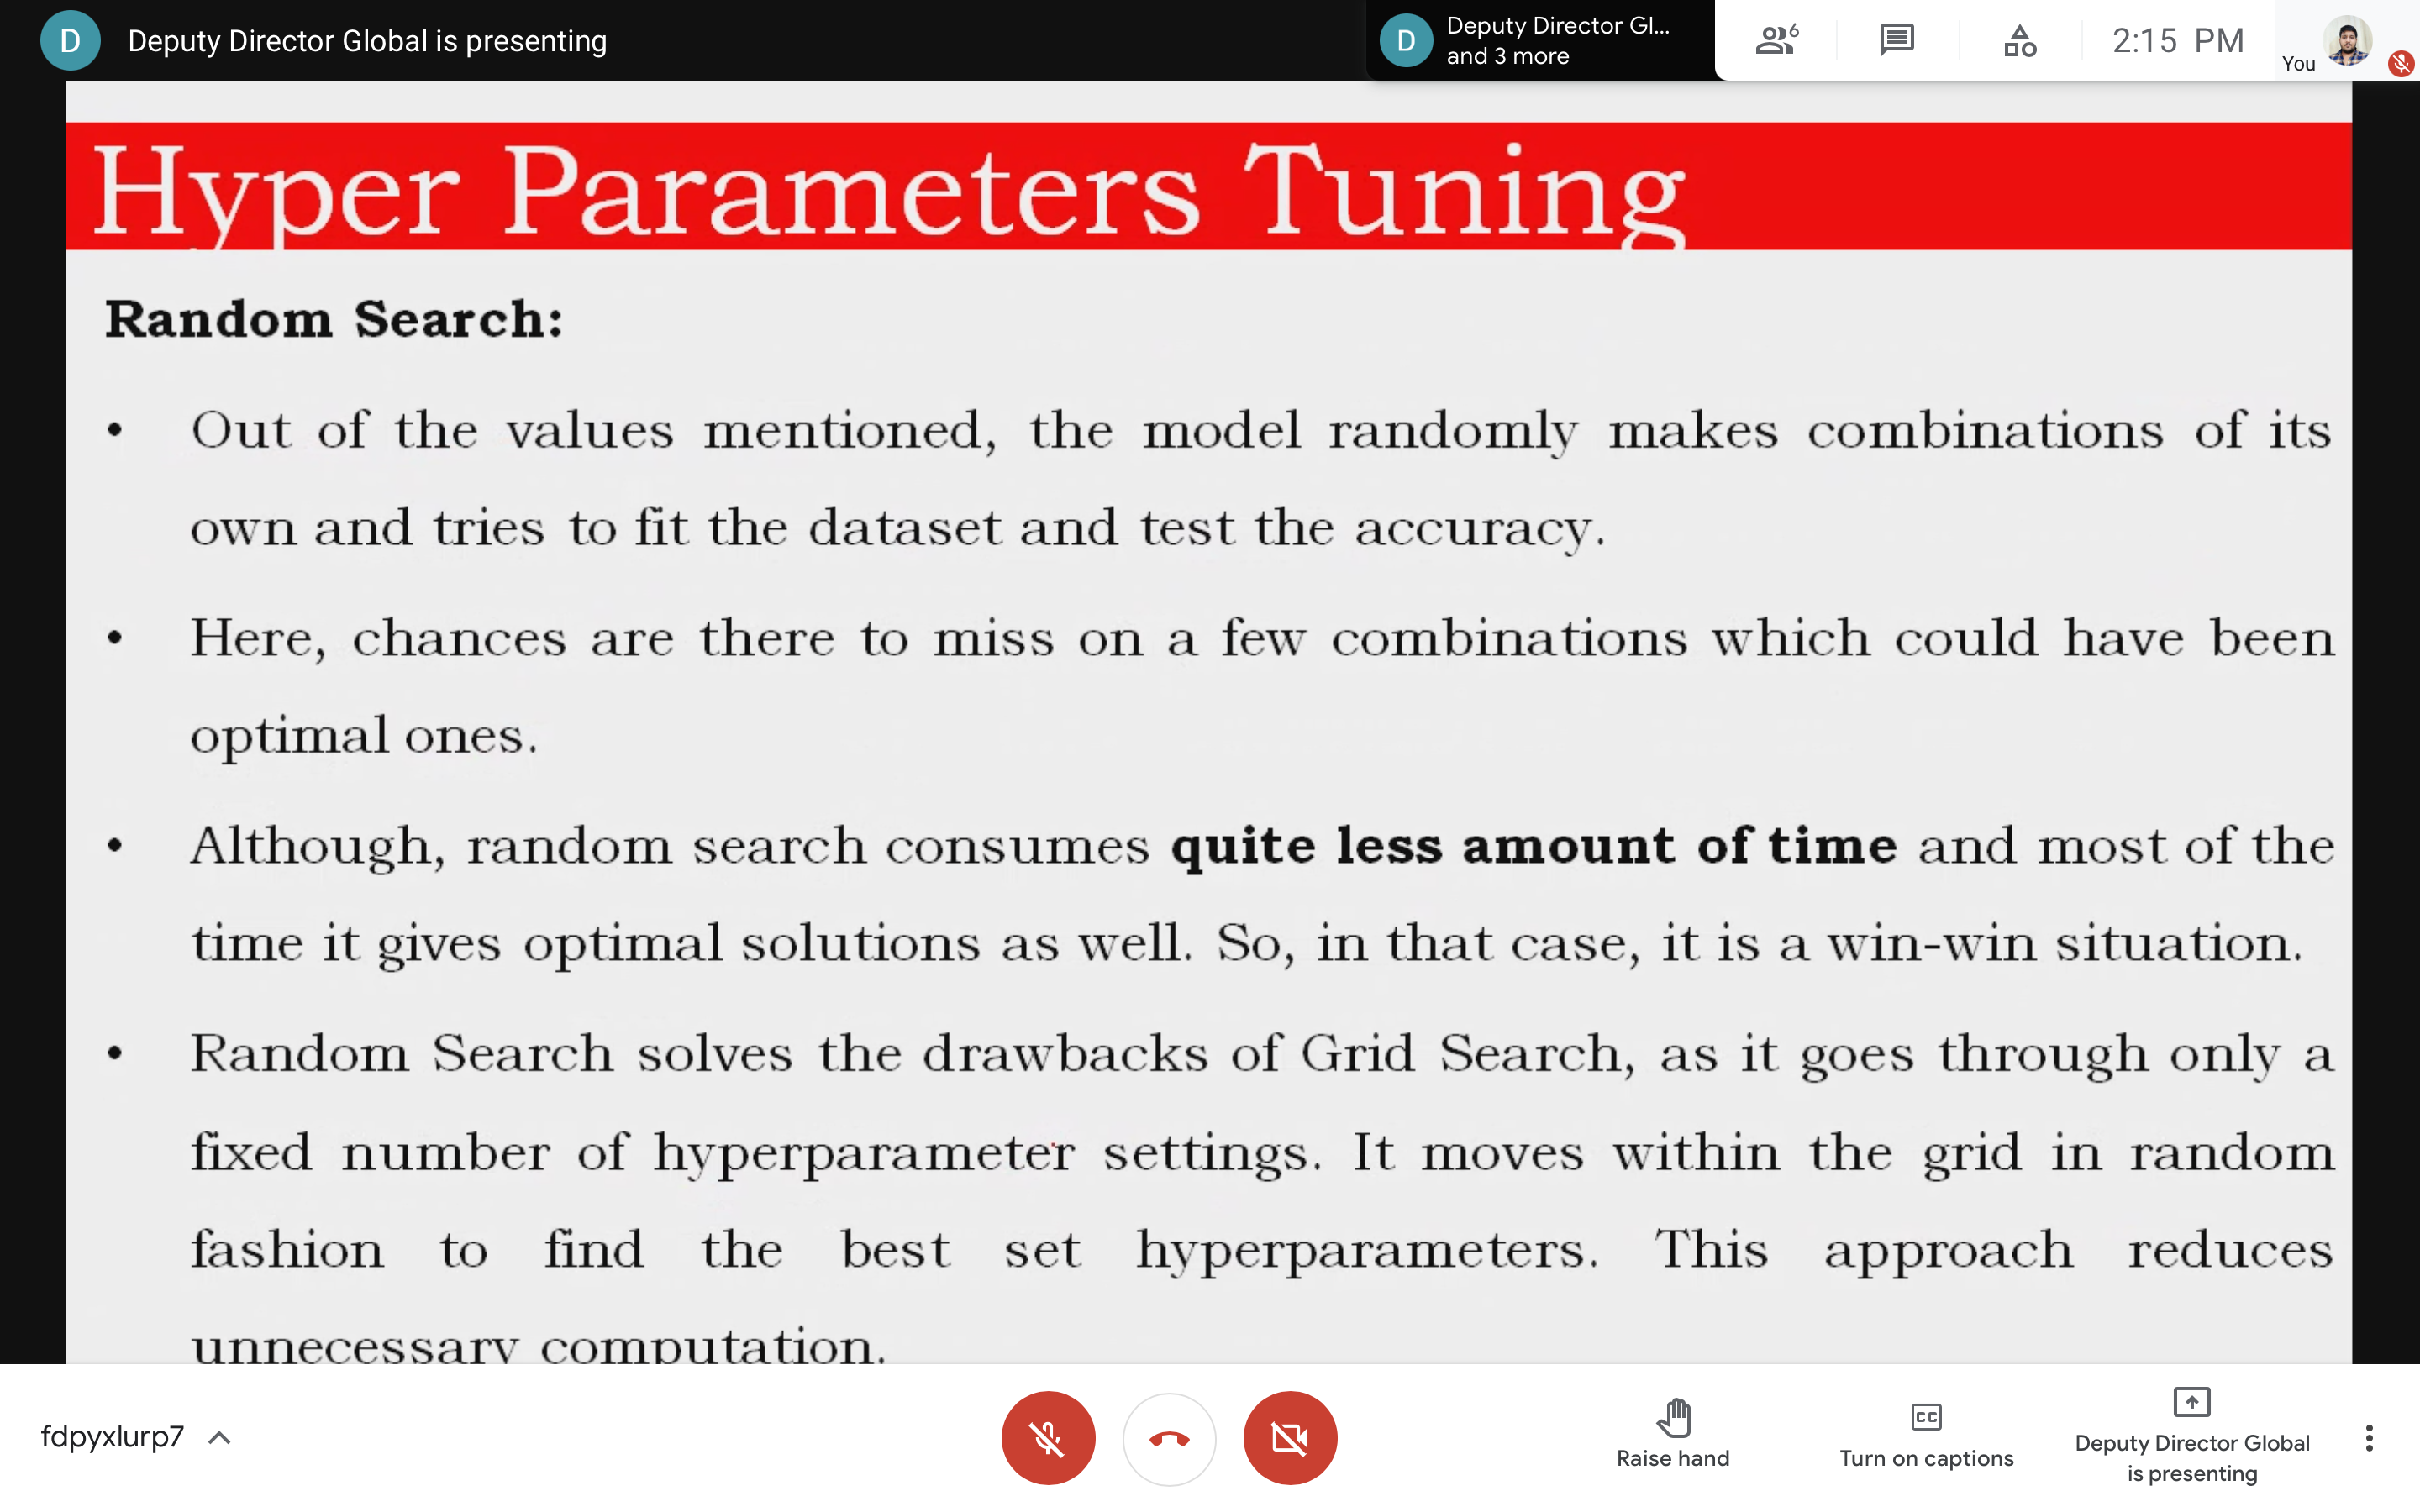 D Deputy Director Global is presenting
D Deputy Director Gl...
and 3 more
6
2:15 PM
You
Hyper Parameters Tuning
Random Search:
• Out of the values mentioned, the model randomly makes combinations of its
own and tries to fit the dataset and test the accuracy.
• Here, chances are there to miss on a few combinations which could have been
optimal ones.
• Although, random search consumes quite less amount of time and most of the
time it gives optimal solutions as well. So, in that case, it is a win-win situation.
• Random Search solves the drawbacks of Grid Search, as it goes through only a
fixed number of hyperparameter settings. It moves within the grid in random
fashion to find the best set hyperparameters. This approach reduces
unnecessary computation.
fdpyxlurp7
Raise hand
CC
Turn on captions
Deputy Director Global
is presenting